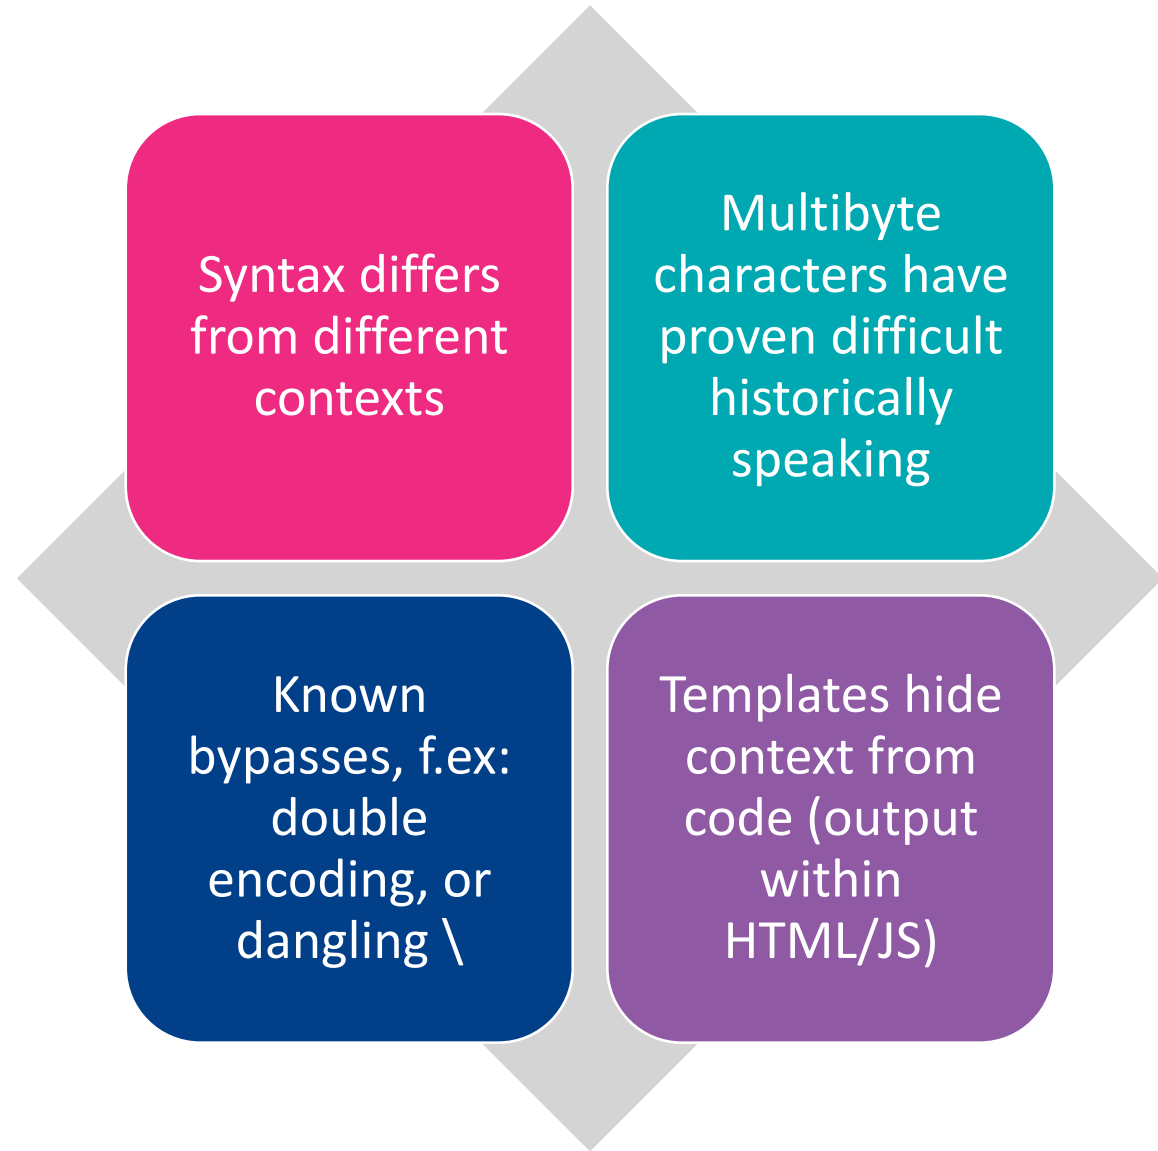 Syntax differs
from different
contexts
Multibyte
characters have
proven difficult
historically
speaking
Known
bypasses, f.ex:
double
encoding, or
dangling \
Templates hide
context from
code (output
within
HTML/JS)